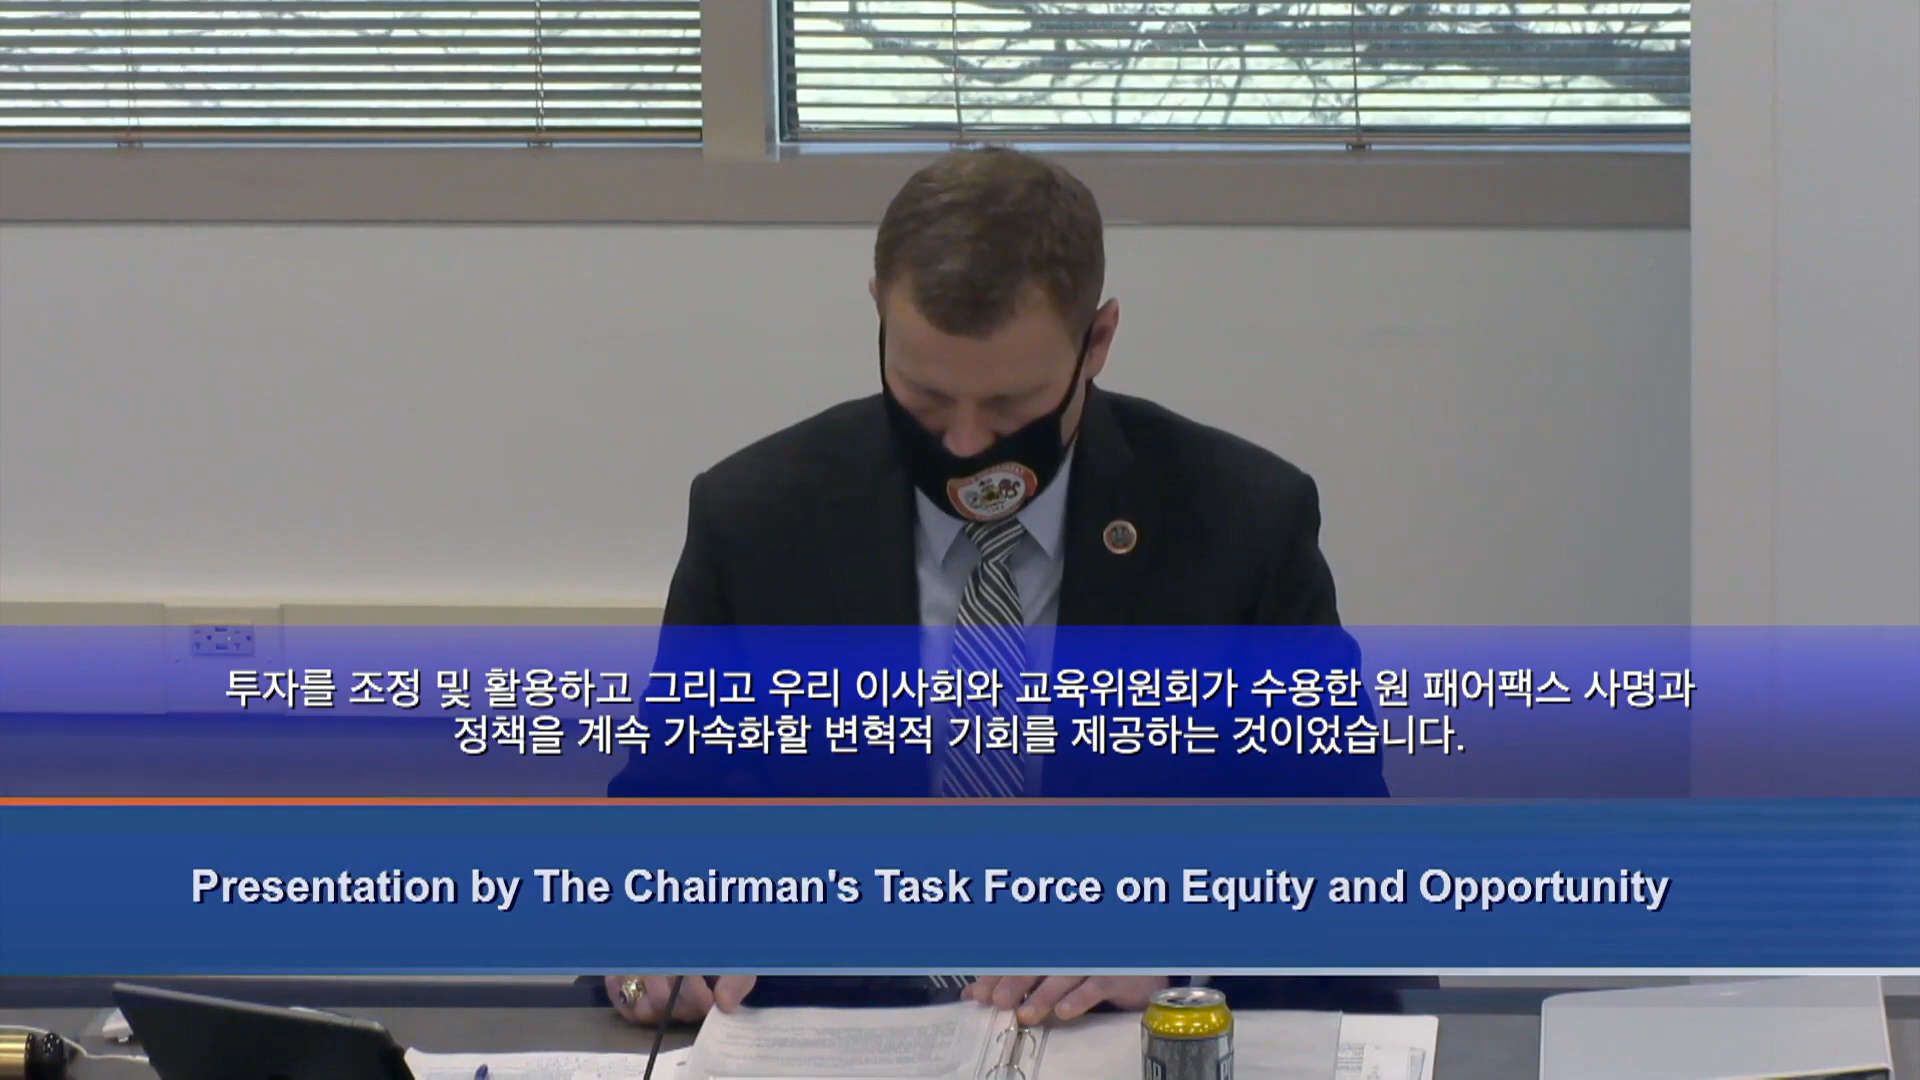 투자를 조정 및 활용하고 그리고 우리 이사회와 교육위원회가 수용한 원 패어팩스 사명과
정책을 계속 가속화할 변혁적 기회를 제공하는 것이었습니다.
Presentation by The Chairman's Task Force on Equity and Opportunity